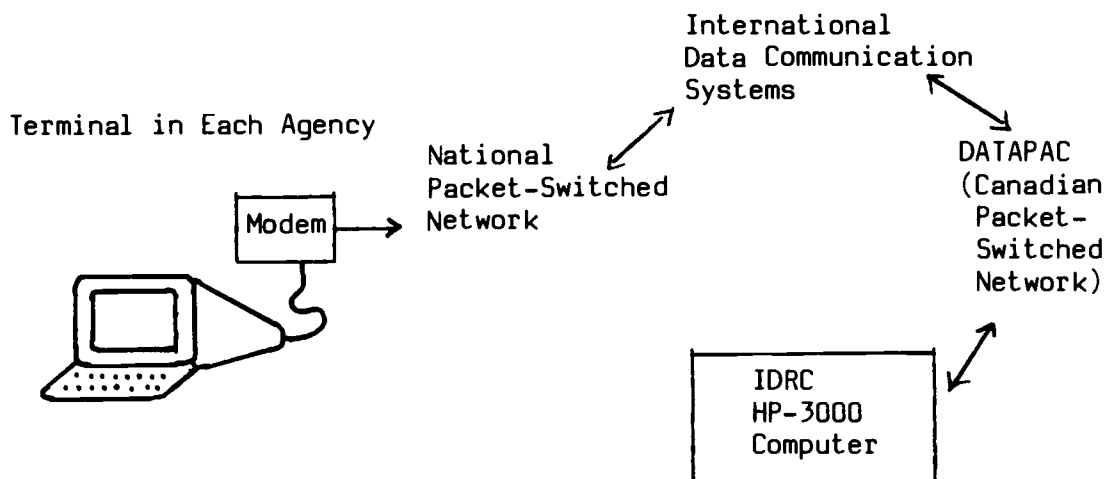 International
Data Communication
Systems
Terminal in Each Agency
National
Packet-Switched
Network
DATAPAC
(Canadian
Packet-
Switched
Network)
Modem
IDRC
HP-3000
Computer